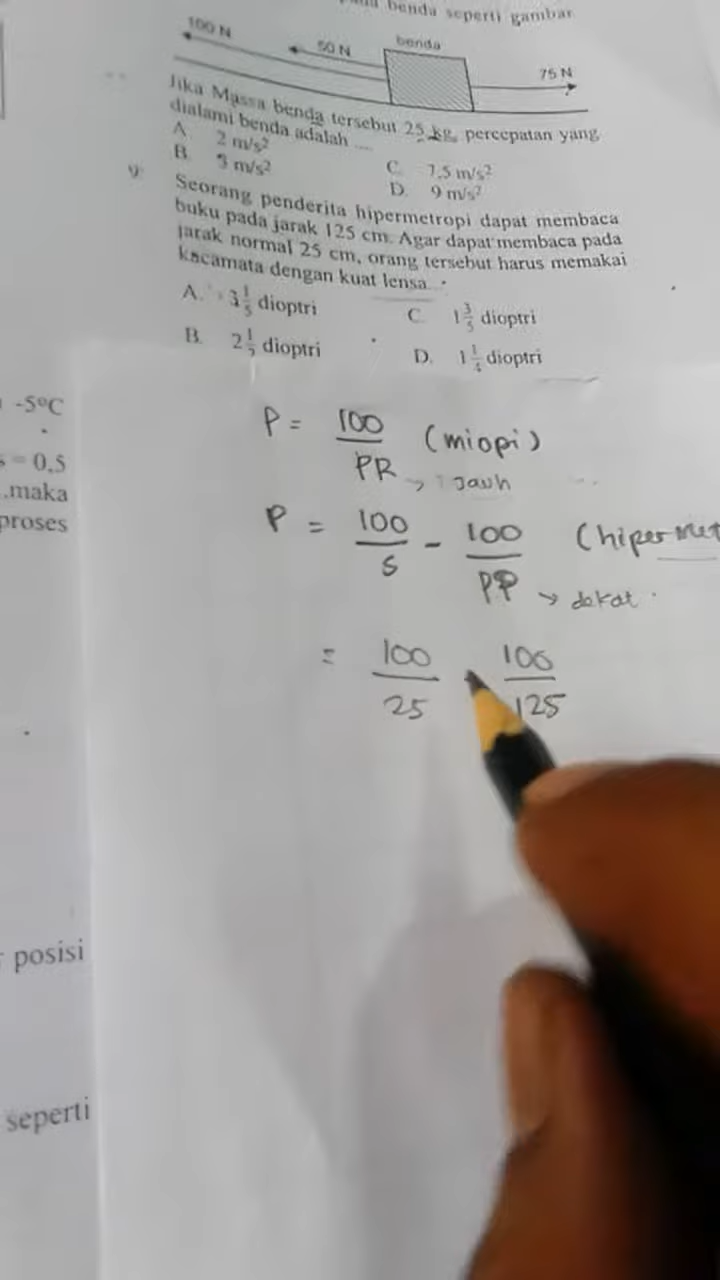 benda seperti gambar
100 N
50 N
benda
75 N
Jika Massa benda tersebut 25 kg, percepatan yang
dialami benda adalah ....
A. 2 m/s²
B. 3 m/s²
C. 7,5 m/s²
D. 9 m/s²
9. Seorang penderita hipermetropi dapat membaca
buku pada jarak 125 cm. Agar dapat membaca pada
jarak normal 25 cm, orang tersebut harus memakai
kacamata dengan kuat lensa...
A. 3 1/5 dioptri
B. 2 1/5 dioptri
C. 1 3/5 dioptri
D. 1 1/4 dioptri
-5°C
= 0,5
maka
proses
posisi
seperti
P = 100/PR (miopi)
→ Jauh
P = 100/S - 100/PP (hipermet
→ dekat
= 100/25 100/125